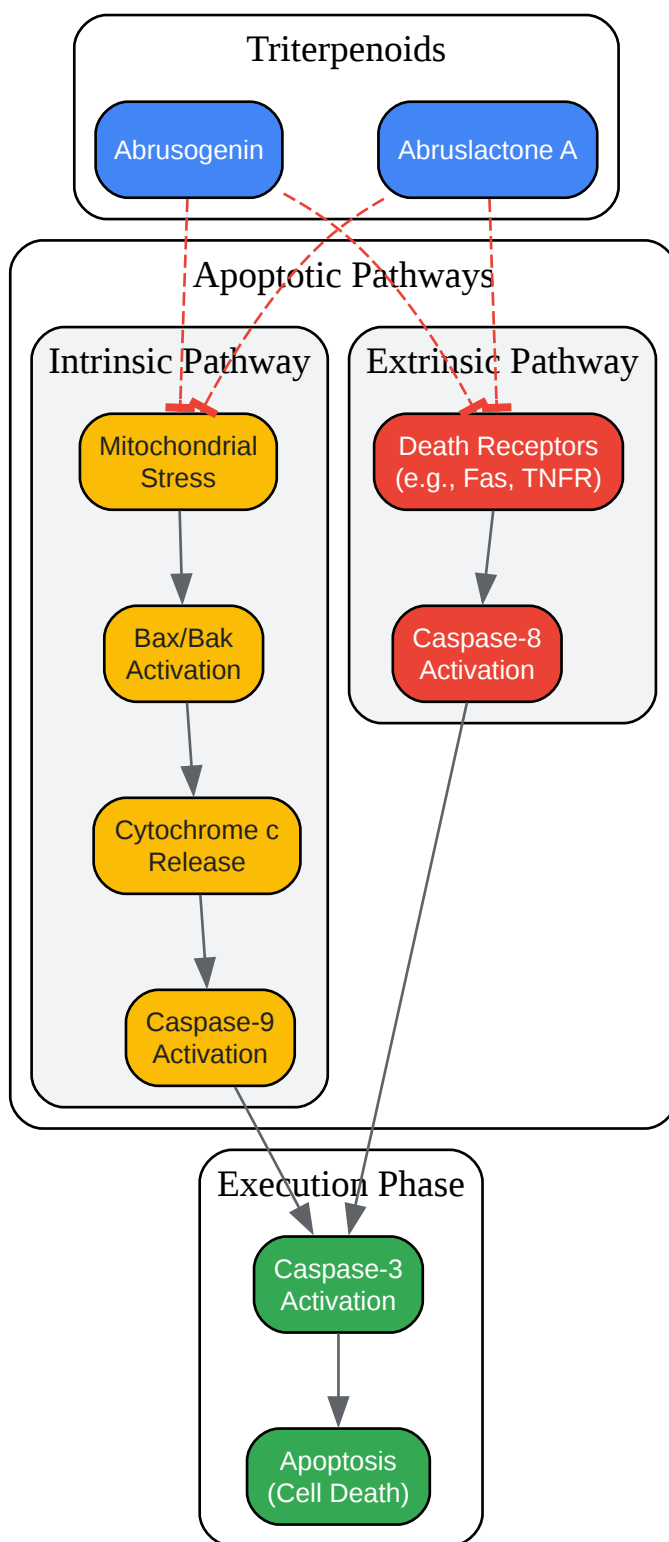 Triterpenoids
Abrusogenin
Abruslactone A
Apoptotic Pathways
Intrinsic Pathway
Extrinsic Pathway
Mitochondrial
Stress
Death Receptors
(e.g., Fas, TNFR)
Bax/Bak
Activation
Caspase-8
Activation
Cytochrome c
Release
Caspase-9
Activation
Execution Phase
Caspase-3
Activation
Apoptosis
(Cell Death)